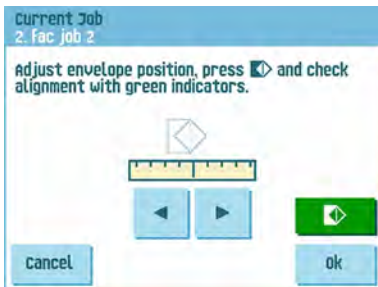 Current Job
2. Fac job 2
Adjust envelope position, press and check
alignment with green indicators.
Cancel
Ok